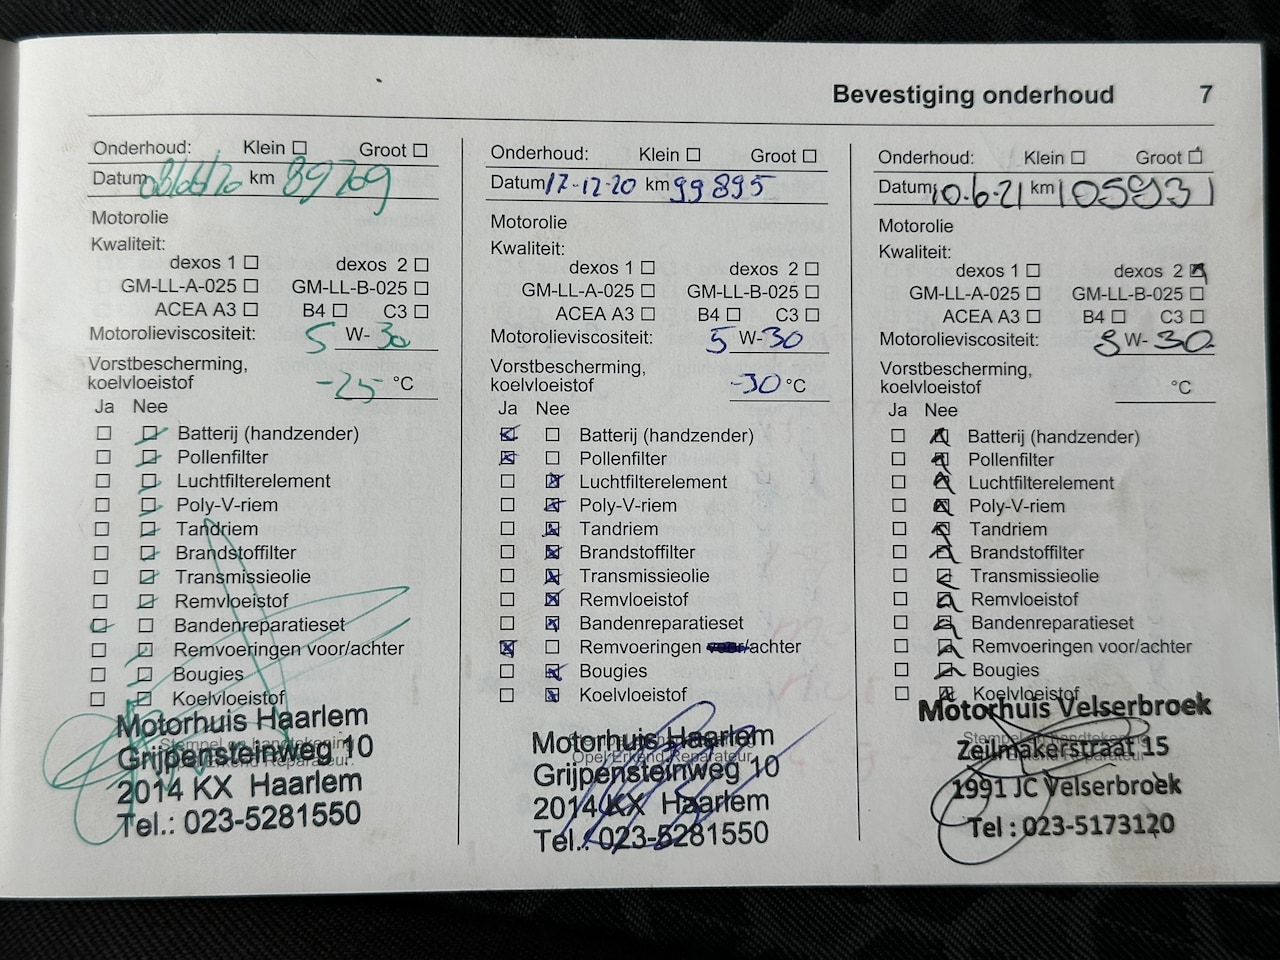 Bevestiging onderhoud 7
Onderhoud: Klein Groot
Datum 08/06/20 km 89769
Motorolie
Kwaliteit:
dexos 1 dexos 2
GM-LL-A-025 GM-LL-B-025
ACEA A3 B4 C3
Motorolieviscositeit: 5 W-30
Vorstbescherming,
koelvloeistof -25 °C
Ja Nee
Batterij (handzender)
Pollenfilter
Luchtfilterelement
Poly-V-riem
Tandriem
Brandstoffilter
Transmissieolie
Remvloeistof
Bandenreparatieset
Remvoeringen voor/achter
Bougies
Koelvloeistof
Motorhuis Haarlem
Grijpensteinweg 10
2014 KX Haarlem
Tel.: 023-5281550
Onderhoud: Klein Groot
Datum 17-12-20 km 99895
Motorolie
Kwaliteit:
dexos 1 dexos 2
GM-LL-A-025 GM-LL-B-025
ACEA A3 B4 C3
Motorolieviscositeit: 5 W-30
Vorstbescherming,
koelvloeistof -30 °C
Ja Nee
Batterij (handzender)
Pollenfilter
Luchtfilterelement
Poly-V-riem
Tandriem
Brandstoffilter
Transmissieolie
Remvloeistof
Bandenreparatieset
Remvoeringen /achter
Bougies
Koelvloeistof
Motorhuis Haarlem
Opel Erkend Reparateur
Grijpensteinweg 10
2014 KX Haarlem
Tel.: 023-5281550
Onderhoud: Klein Groot
Datum 10-6-21 km 105931
Motorolie
Kwaliteit:
dexos 1 dexos 2
GM-LL-A-025 GM-LL-B-025
ACEA A3 B4 C3
Motorolieviscositeit: W-30
Vorstbescherming,
koelvloeistof °C
Ja Nee
Batterij (handzender)
Pollenfilter
Luchtfilterelement
Poly-V-riem
Tandriem
Brandstoffilter
Transmissieolie
Remvloeistof
Bandenreparatieset
Remvoeringen voor/achter
Bougies
Koelvloeistof
Motorhuis Velserbroek
Zeilmakerstraat 15
1991 JC Velserbroek
Tel : 023-5173120